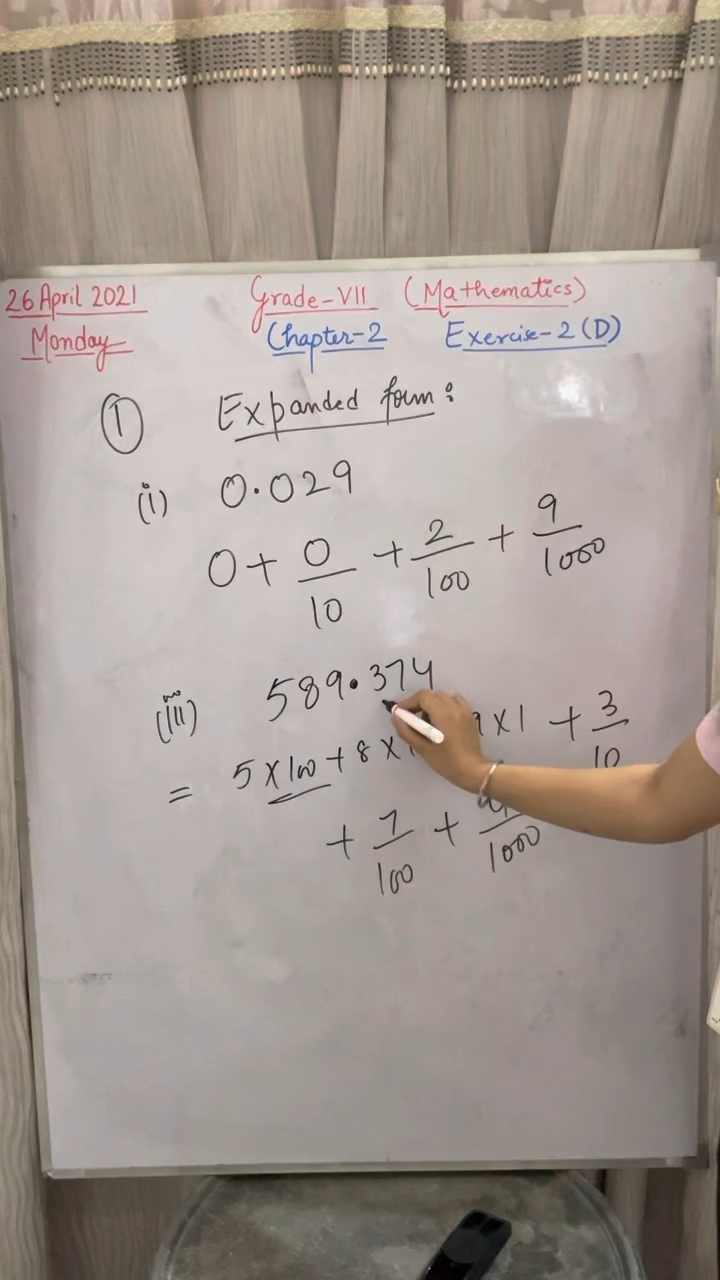 26 April 2021
Monday
Grade-VII (Mathematics)
Chapter-2 Exercise-2(D)
① Expanded form:
(i) 0.029
0 + 0/10 + 2/100 + 9/1000
(iii) 589.374
= 5 × 100 + 8 × × 1 + 3/10
+ 7/100 + /1000